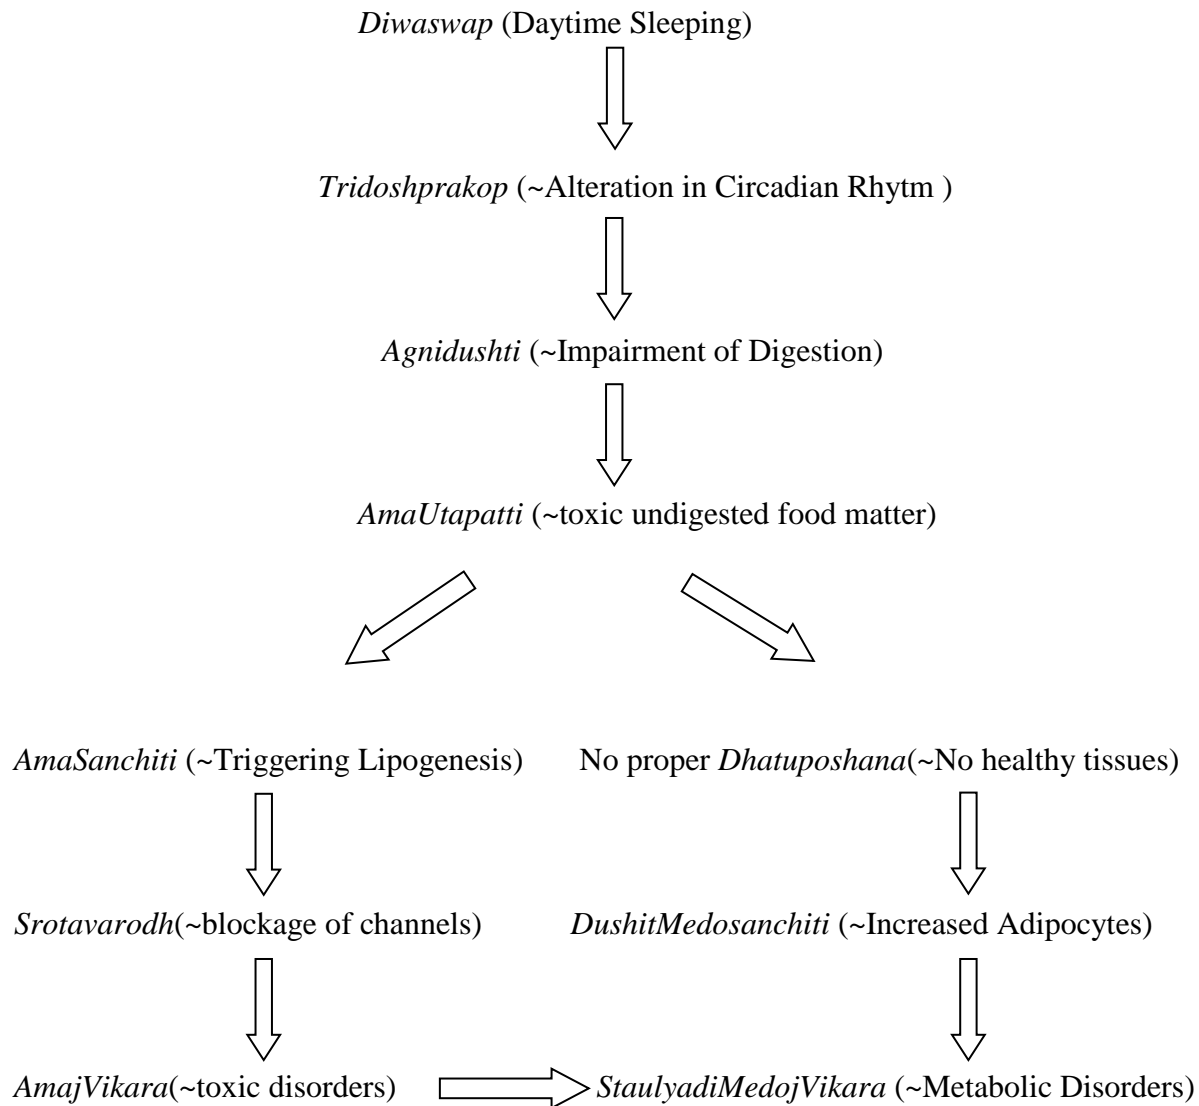 Diwaswap (Daytime Sleeping)
Tridoshprakop (~Alteration in Circadian Rhytm )
Agnidushti (~Impairment of Digestion)
AmaUtapatti (~toxic undigested food matter)
AmaSanchiti (~Triggering Lipogenesis)
No proper Dhatuposhana(~No healthy tissues)
Srotavarodh(~blockage of channels)
DushitMedosanchiti (~Increased Adipocytes)
AmajVikara(~toxic disorders)
StaulyadiMedojVikara (~Metabolic Disorders)